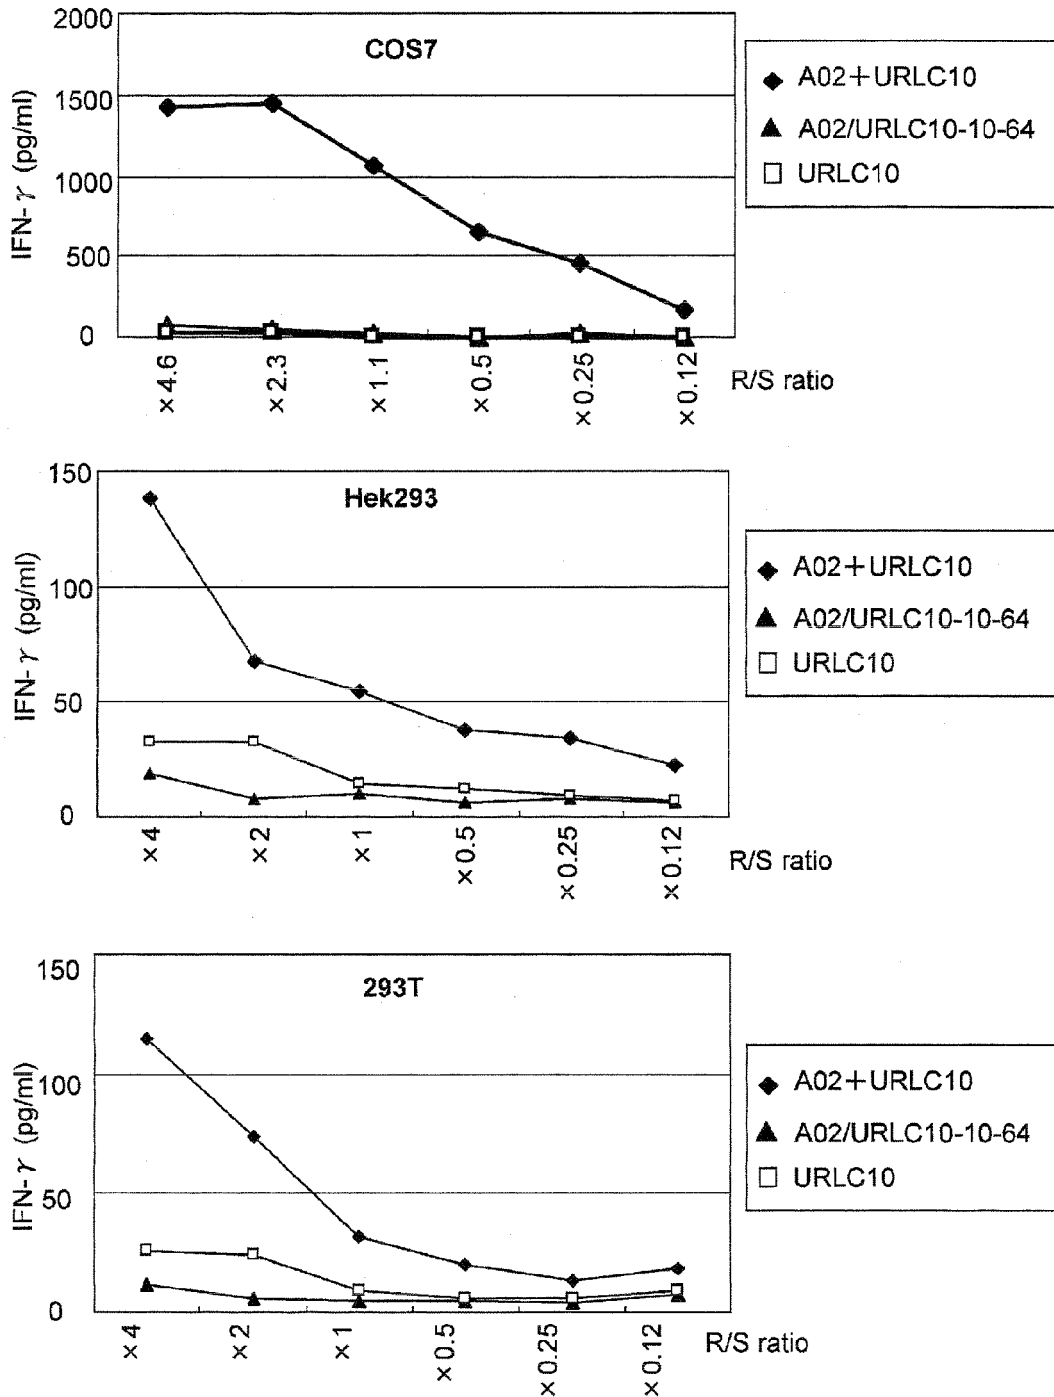 COS7
IFN-γ (pg/ml)
2000
1500
1000
500
0
×4.6
×2.3
×1.1
×0.5
×0.25
×0.12
R/S ratio
A02+URLC10
A02/URLC10-10-64
URLC10
Hek293
IFN-γ (pg/ml)
150
100
50
0
×4
×2
×1
×0.5
×0.25
×0.12
R/S ratio
A02+URLC10
A02/URLC10-10-64
URLC10
293T
IFN-γ (pg/ml)
150
100
50
0
×4
×2
×1
×0.5
×0.25
×0.12
R/S ratio
A02+URLC10
A02/URLC10-10-64
URLC10